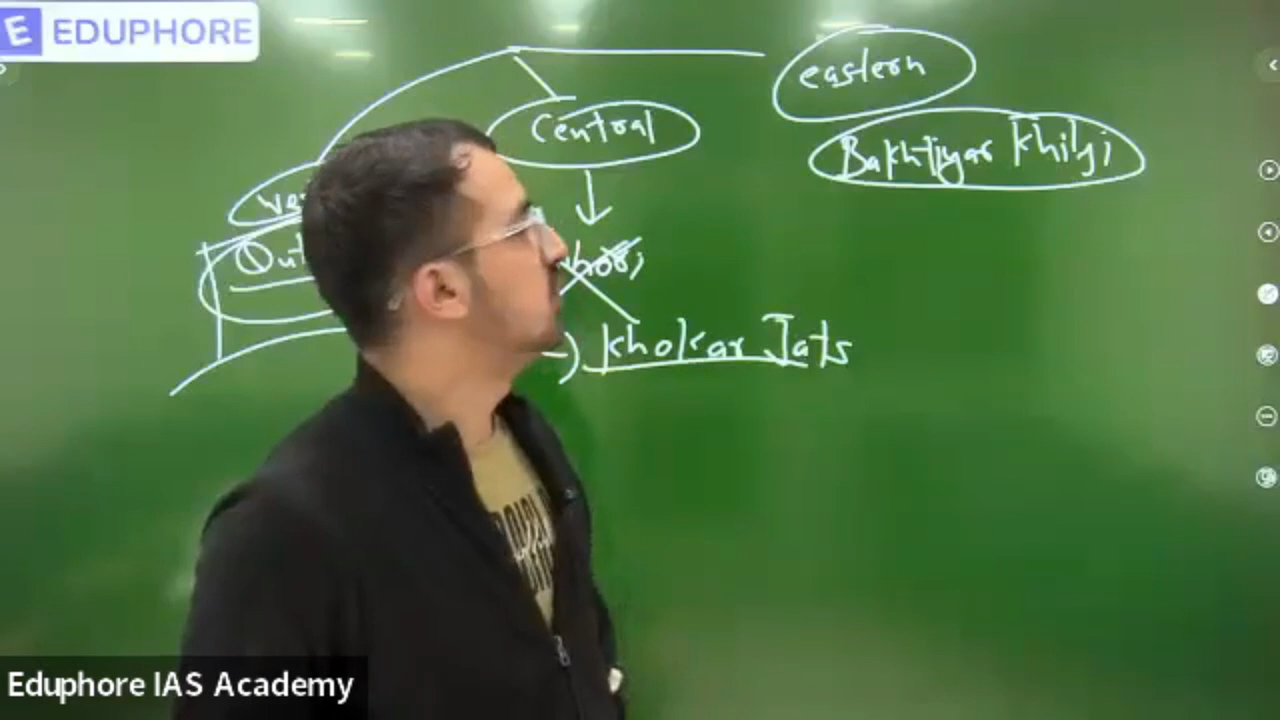 EDUPHORE
eastern
Central
Bakhtiyar Khilji
Khokar Jats
Eduphore IAS Academy